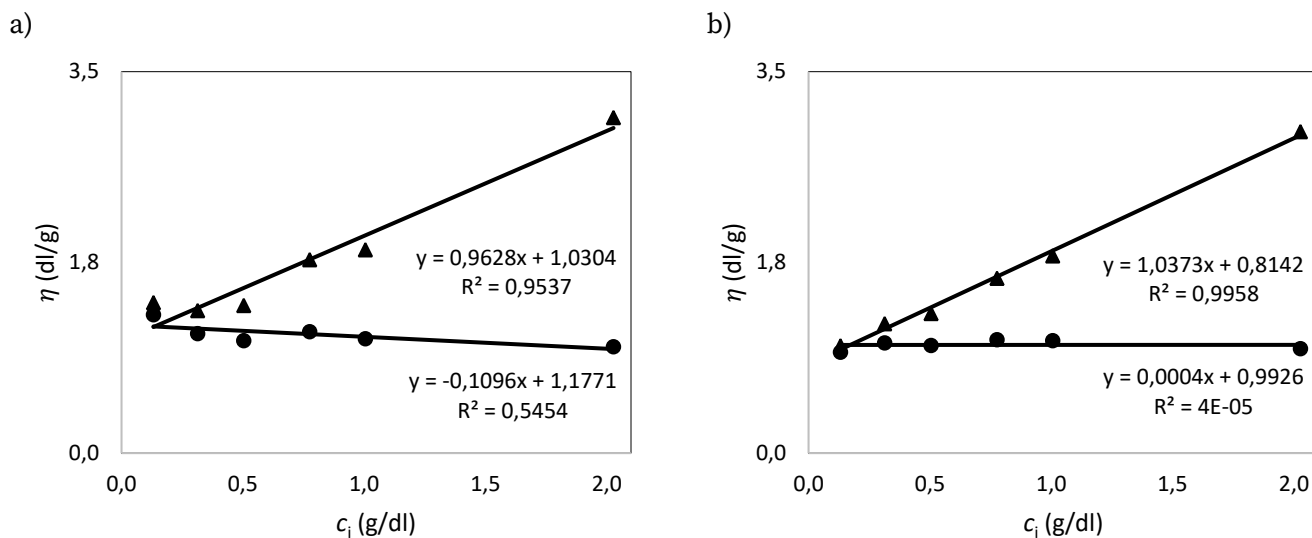 a)
3,5
1,8
0,0
η (dl/g)
y = 0,9628x + 1,0304
R² = 0,9537
y = -0,1096x + 1,1771
R² = 0,5454
0,0 0,5 1,0 1,5 2,0
cᵢ (g/dl)
b)
3,5
1,8
0,0
η (dl/g)
y = 1,0373x + 0,8142
R² = 0,9958
y = 0,0004x + 0,9926
R² = 4E-05
0,0 0,5 1,0 1,5 2,0
cᵢ (g/dl)